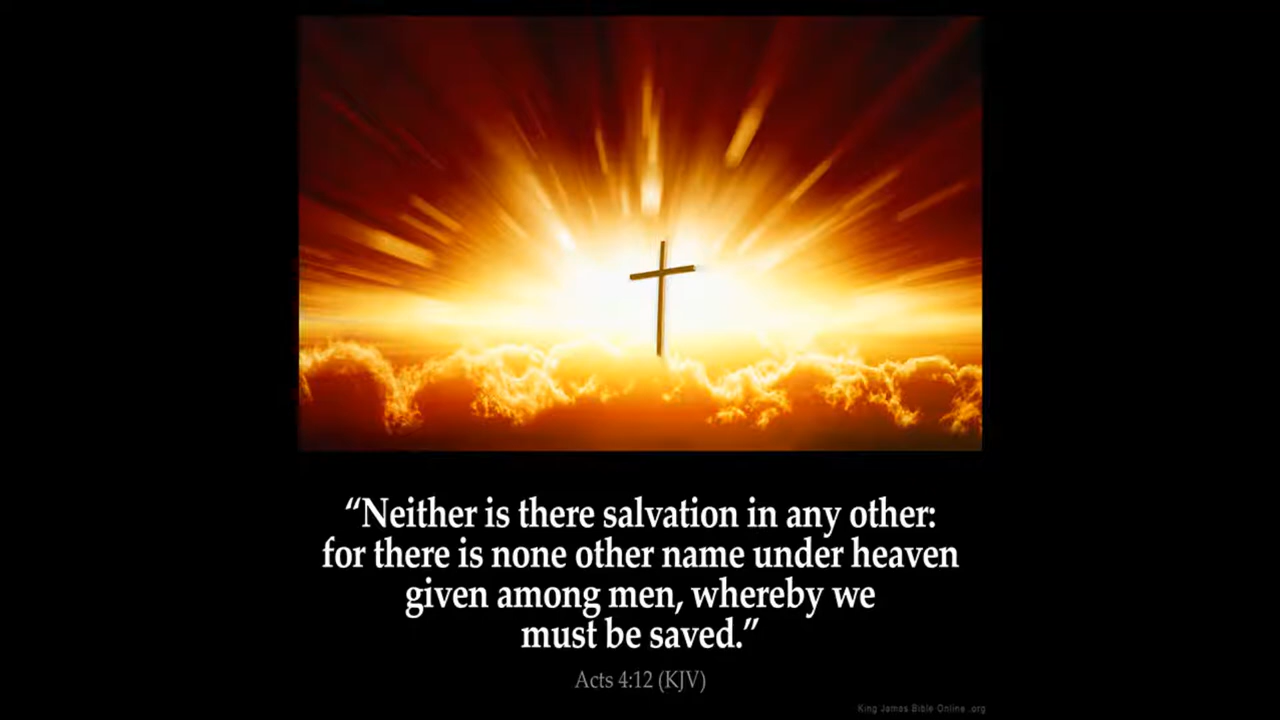 “Neither is there salvation in any other:
for there is none other name under heaven
given among men, whereby we
must be saved.”
Acts 4:12 (KJV)
King James Bible Online .org